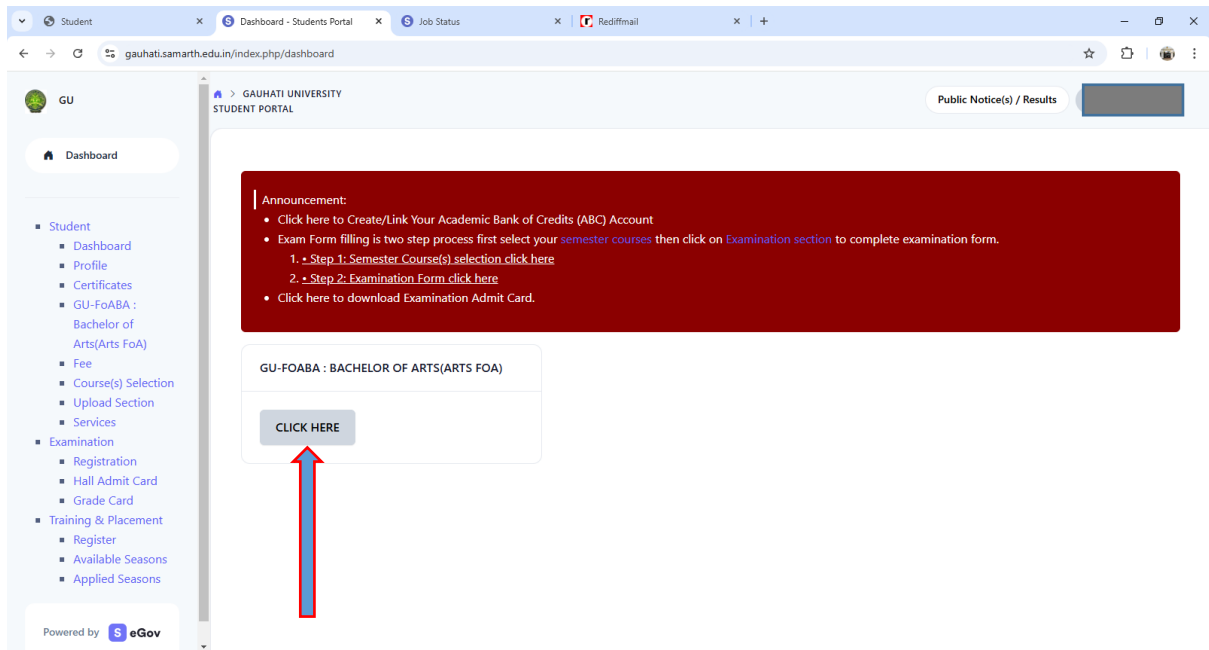 Student
Dashboard - Students Portal
Job Status
Rediffmail
gauhati.samarth.edu.in/index.php/dashboard
GU
Dashboard
Student
Dashboard
Profile
Certificates
GU-FoABA :
Bachelor of
Arts(Arts FoA)
Fee
Course(s) Selection
Upload Section
Services
Examination
Registration
Hall Admit Card
Grade Card
Training & Placement
Register
Available Seasons
Applied Seasons
Powered by S eGov
> GAUHATI UNIVERSITY
STUDENT PORTAL
Public Notice(s) / Results
Announcement:
• Click here to Create/Link Your Academic Bank of Credits (ABC) Account
• Exam Form filling is two step process first select your semester courses then click on Examination section to complete examination form.
1. • Step 1: Semester Course(s) selection click here
2. • Step 2: Examination Form click here
• Click here to download Examination Admit Card.
GU-FOABA : BACHELOR OF ARTS(ARTS FOA)
CLICK HERE